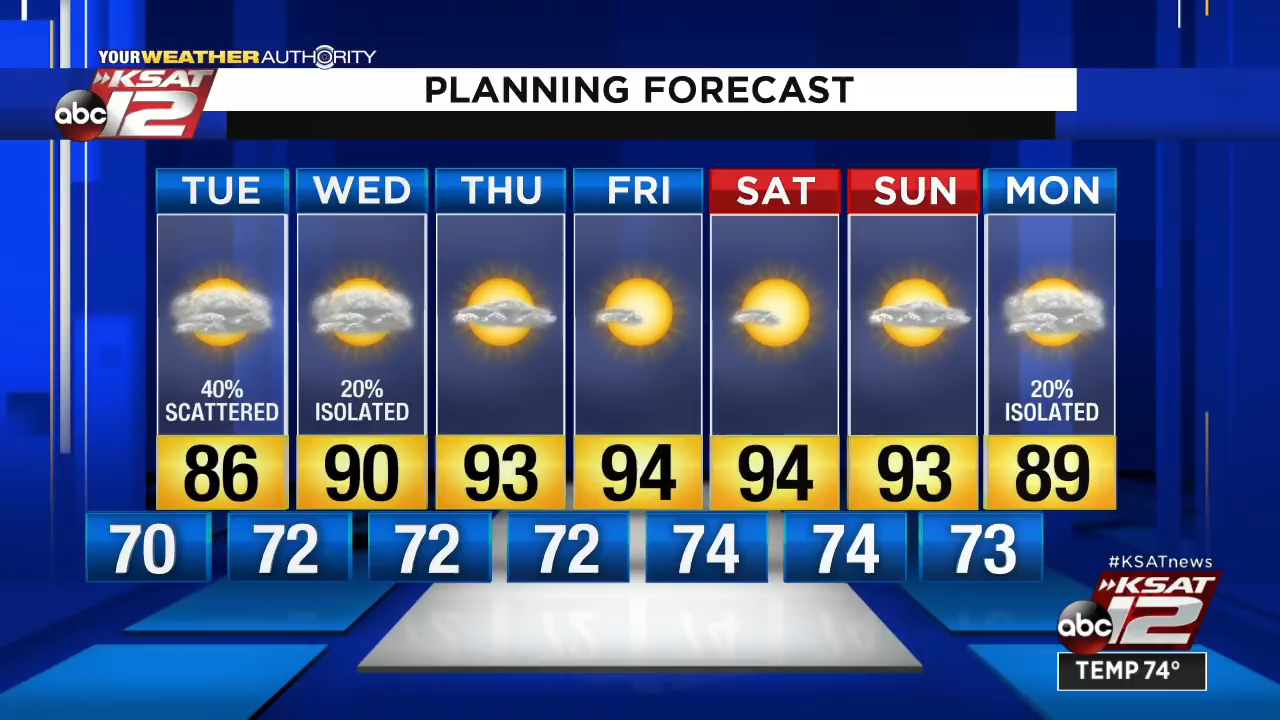 YOURWEATHERAUTHORITY
KSAT
abc 12
PLANNING FORECAST
TUE WED THU FRI SAT SUN MON
40% 20% 20%
SCATTERED ISOLATED ISOLATED
86 90 93 94 94 93 89
70 72 72 72 74 74 73
#KSATnews
KSAT
abc 12
TEMP 74°